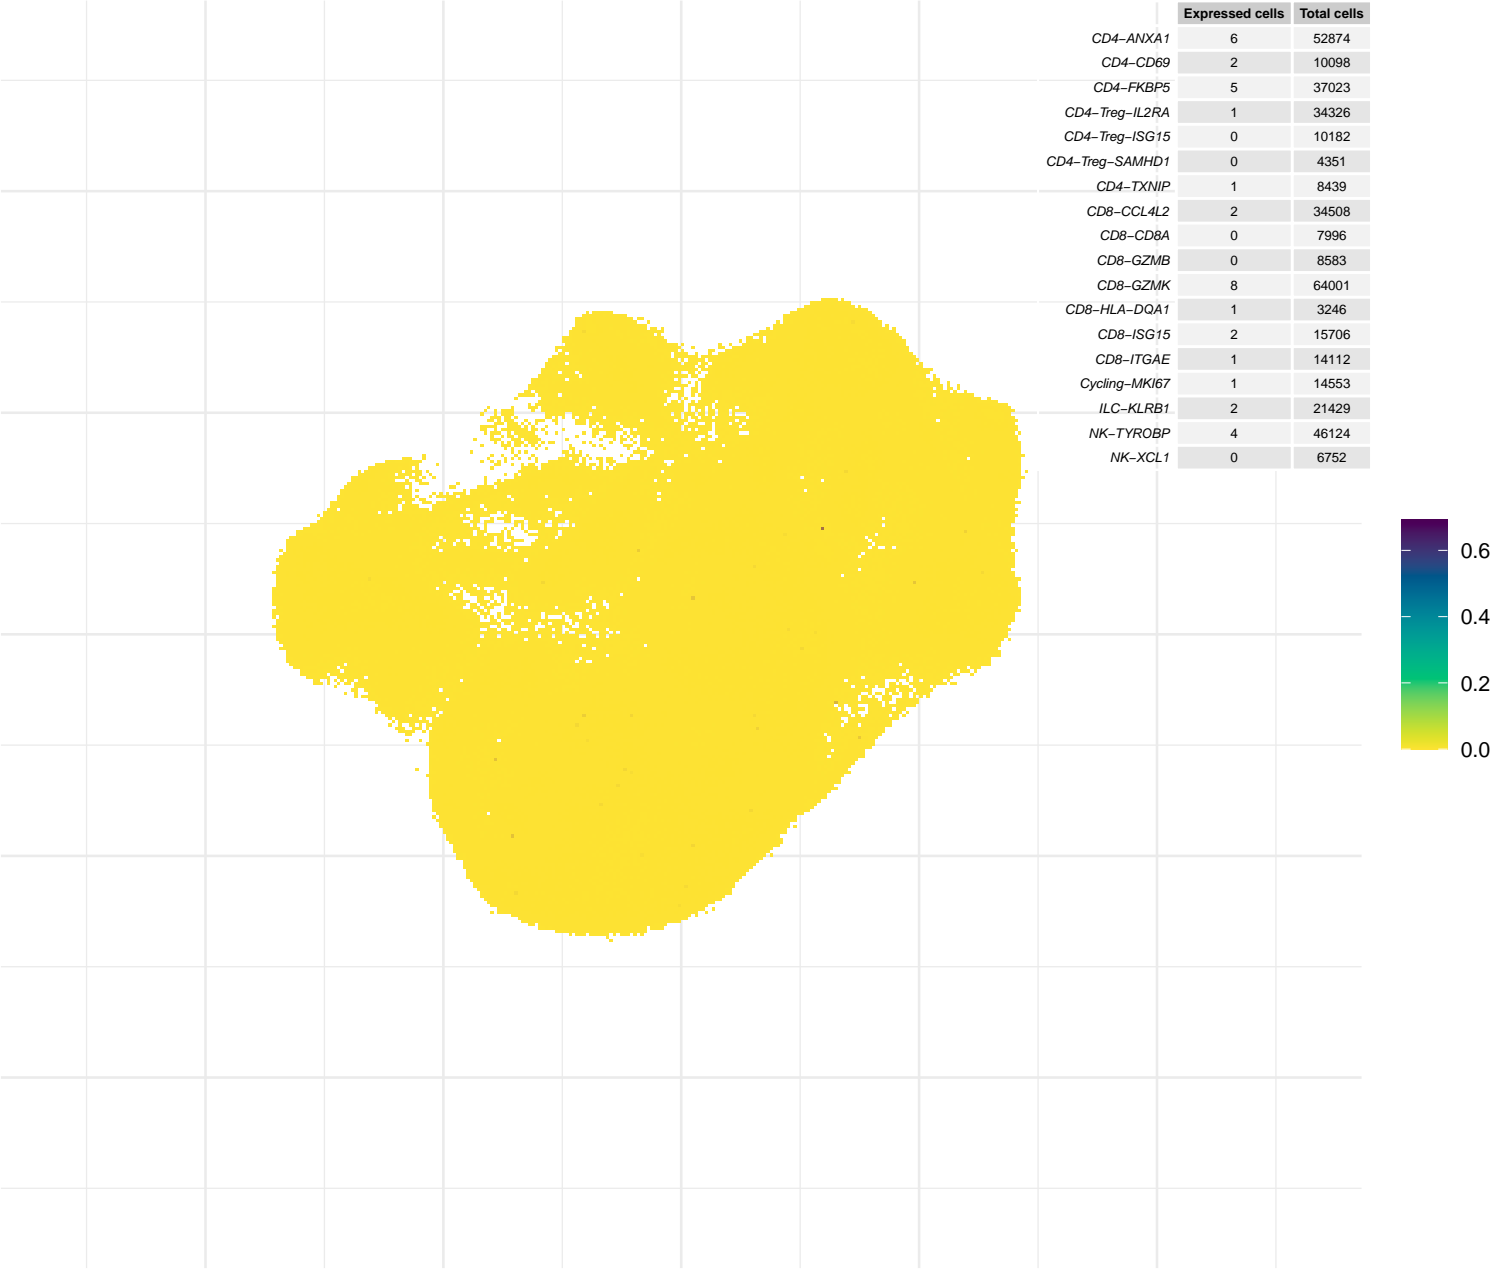 Expressed cells Total cells
CD4−ANXA1 6 52874
CD4−CD69 2 10098
CD4−FKBP5 5 37023
CD4−Treg−IL2RA 1 34326
CD4−Treg−ISG15 0 10182
CD4−Treg−SAMHD1 0 4351
CD4−TXNIP 1 8439
CD8−CCL4L2 2 34508
CD8−CD8A 0 7996
CD8−GZMB 0 8583
CD8−GZMK 8 64001
CD8−HLA−DQA1 1 3246
CD8−ISG15 2 15706
CD8−ITGAE 1 14112
Cycling−MKI67 1 14553
ILC−KLRB1 2 21429
NK−TYROBP 4 46124
NK−XCL1 0 6752
0.6
0.4
0.2
0.0